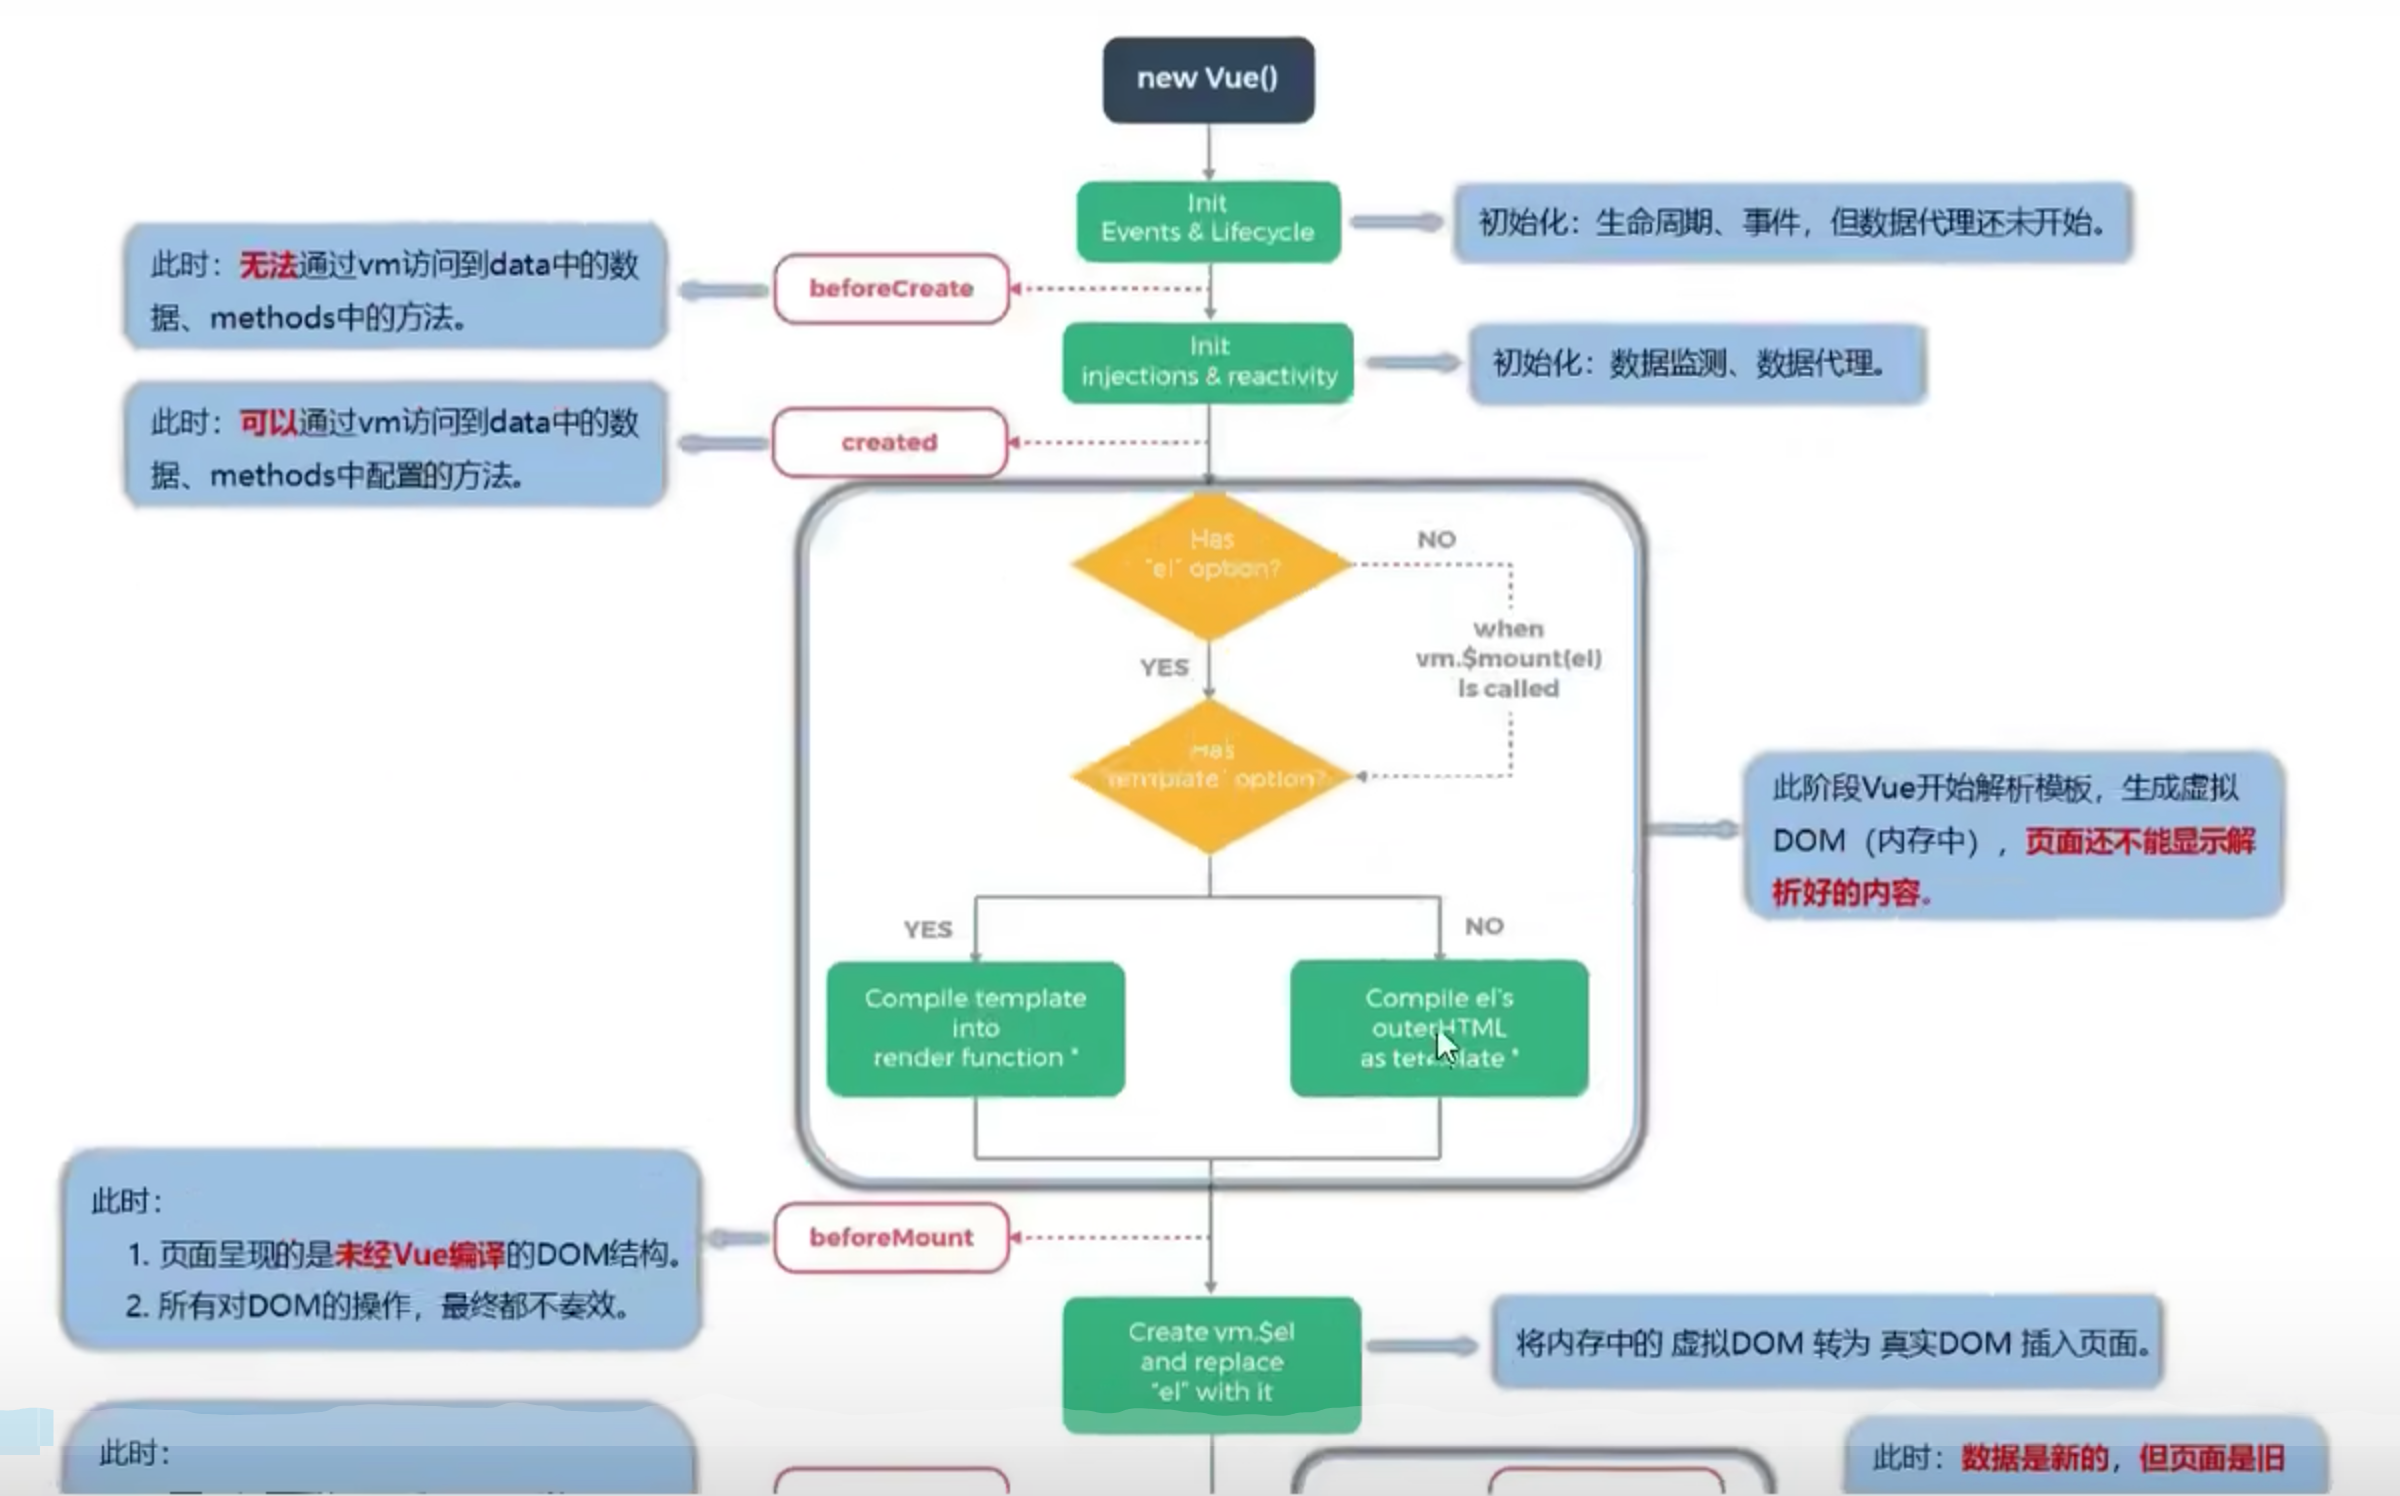 new Vue()
Init
Events & Lifecycle
初始化：生命周期、事件，但数据代理还未开始。
此时：无法通过vm访问到data中的数
据、methods中的方法。
beforeCreate
Init
injections & reactivity
初始化：数据监测、数据代理。
此时：可以通过vm访问到data中的数
据、methods中配置的方法。
created
Has
"el" option?
NO
when
vm.$mount(el)
is called
YES
Has
"template" option?
此阶段Vue开始解析模板，生成虚拟
DOM（内存中），页面还不能显示解
析好的内容。
YES
NO
Compile template
into
render function *
Compile el's
outerHTML
as template *
此时：
1. 页面呈现的是未经Vue编译的DOM结构。
2. 所有对DOM的操作，最终都不奏效。
beforeMount
Create vm.$el
and replace
"el" with it
将内存中的 虚拟DOM 转为 真实DOM 插入页面。
此时：
此时：数据是新的，但页面是旧